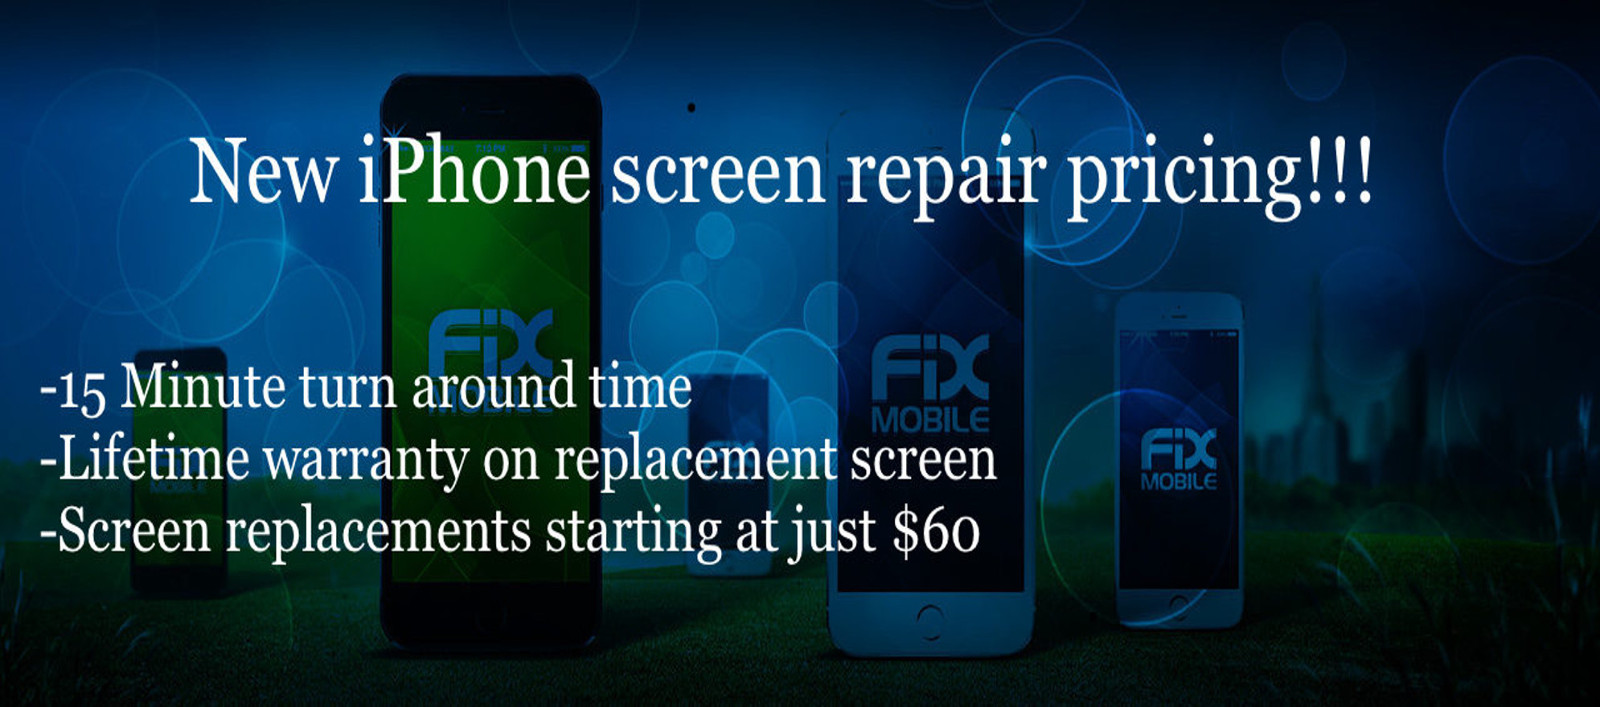 New iPhone screen repair pricing!!!
FiX
FiX
MOBILE
FiX
MOBILE
-15 Minute turn around time
-Lifetime warranty on replacement screen
-Screen replacements starting at just $60